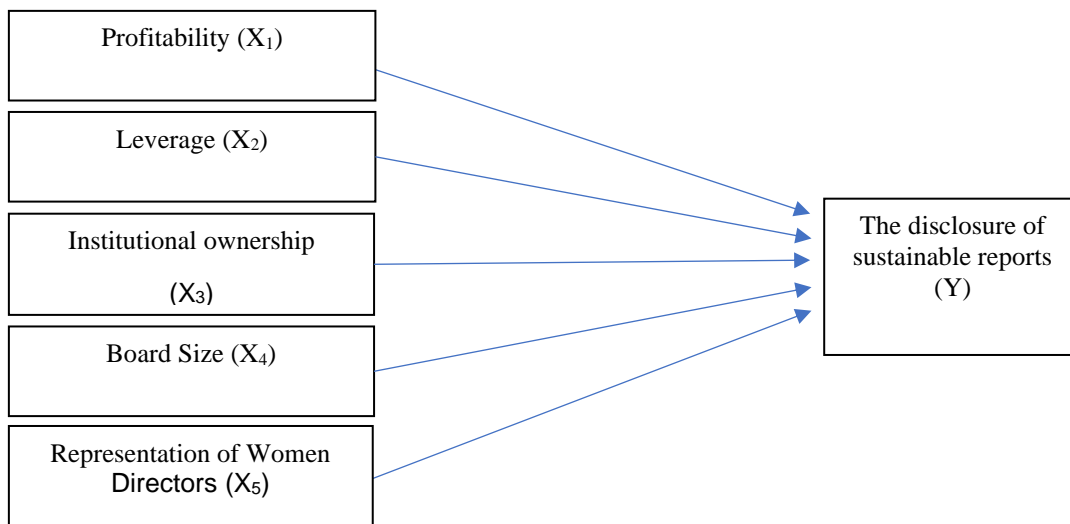 Profitability (X₁)
Leverage (X₂)
Institutional ownership
(X₃)
Board Size (X₄)
Representation of Women
Directors (X₅)
The disclosure of
sustainable reports
(Y)